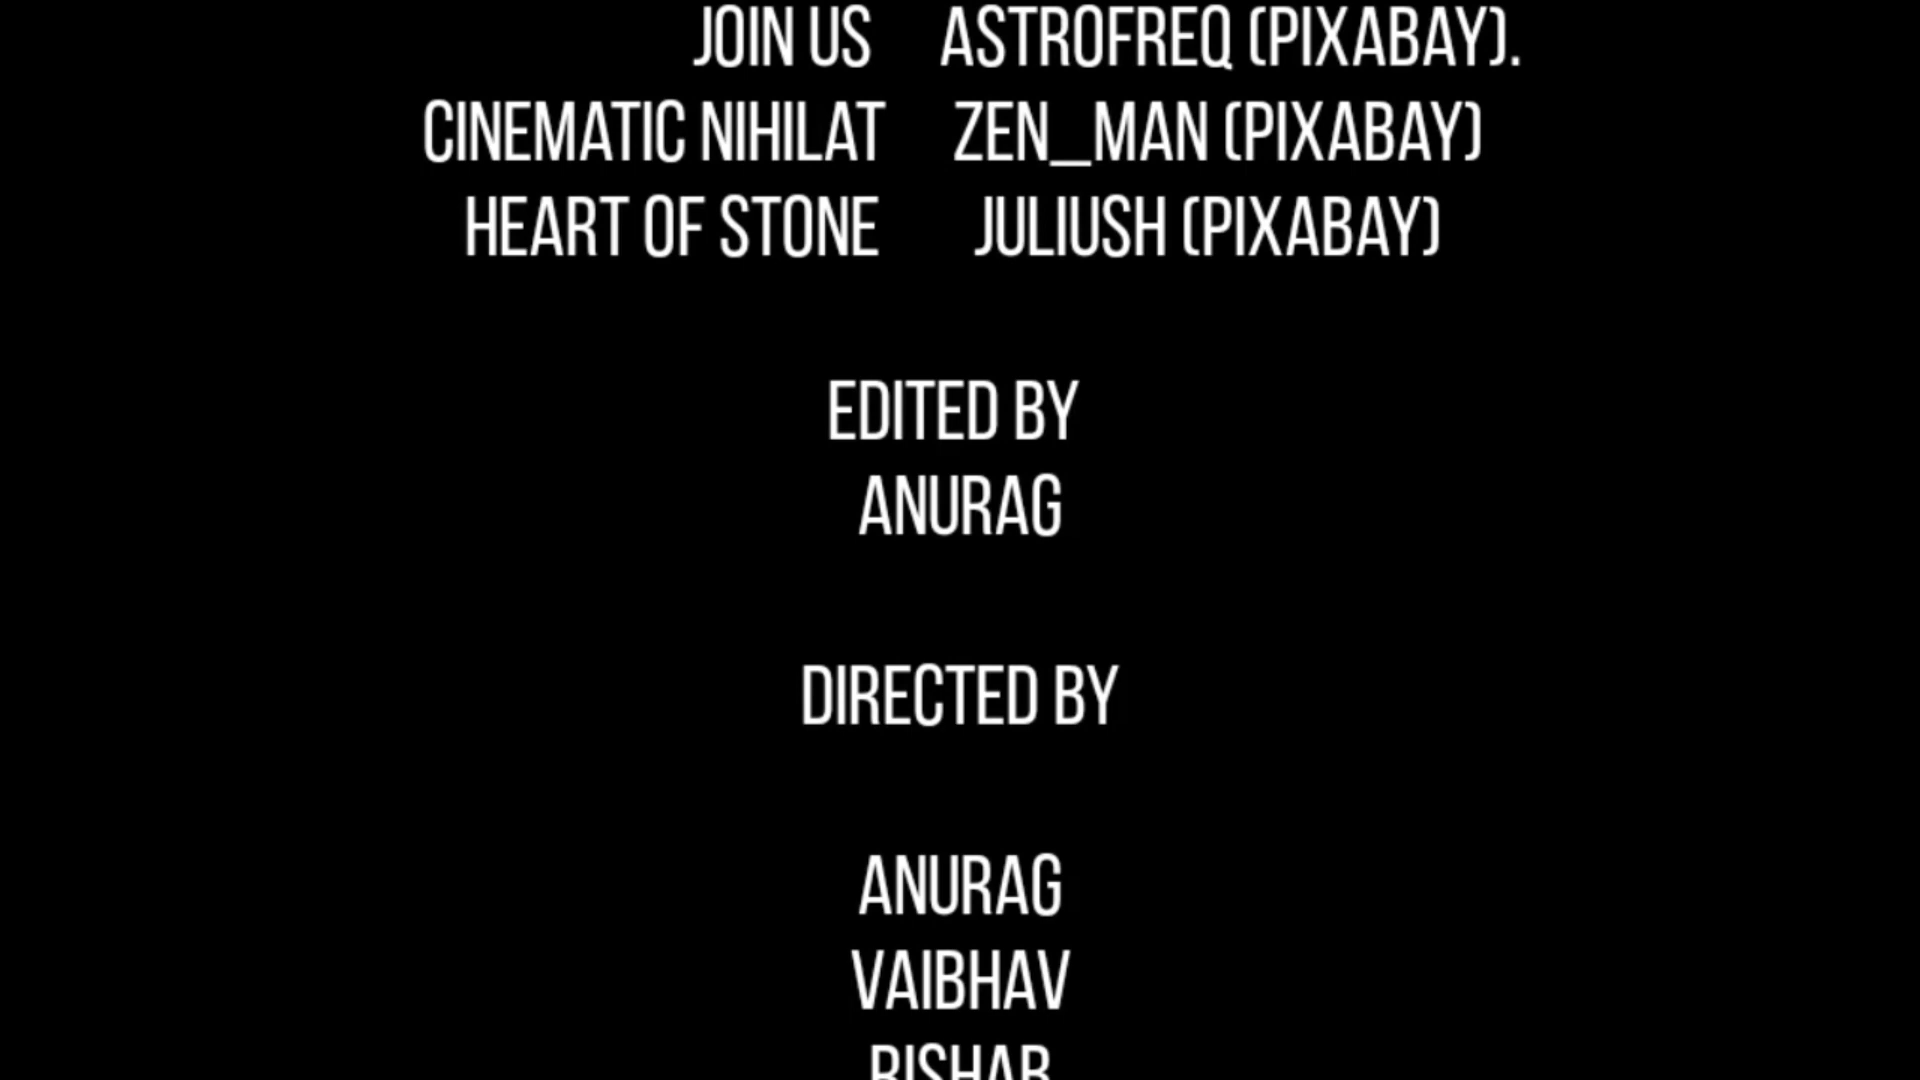 JOIN US ASTROFREQ (PIXABAY).
CINEMATIC NIHILAT ZEN_MAN (PIXABAY)
HEART OF STONE JULIUSH (PIXABAY)
EDITED BY
ANURAG
DIRECTED BY
ANURAG
VAIBHAV